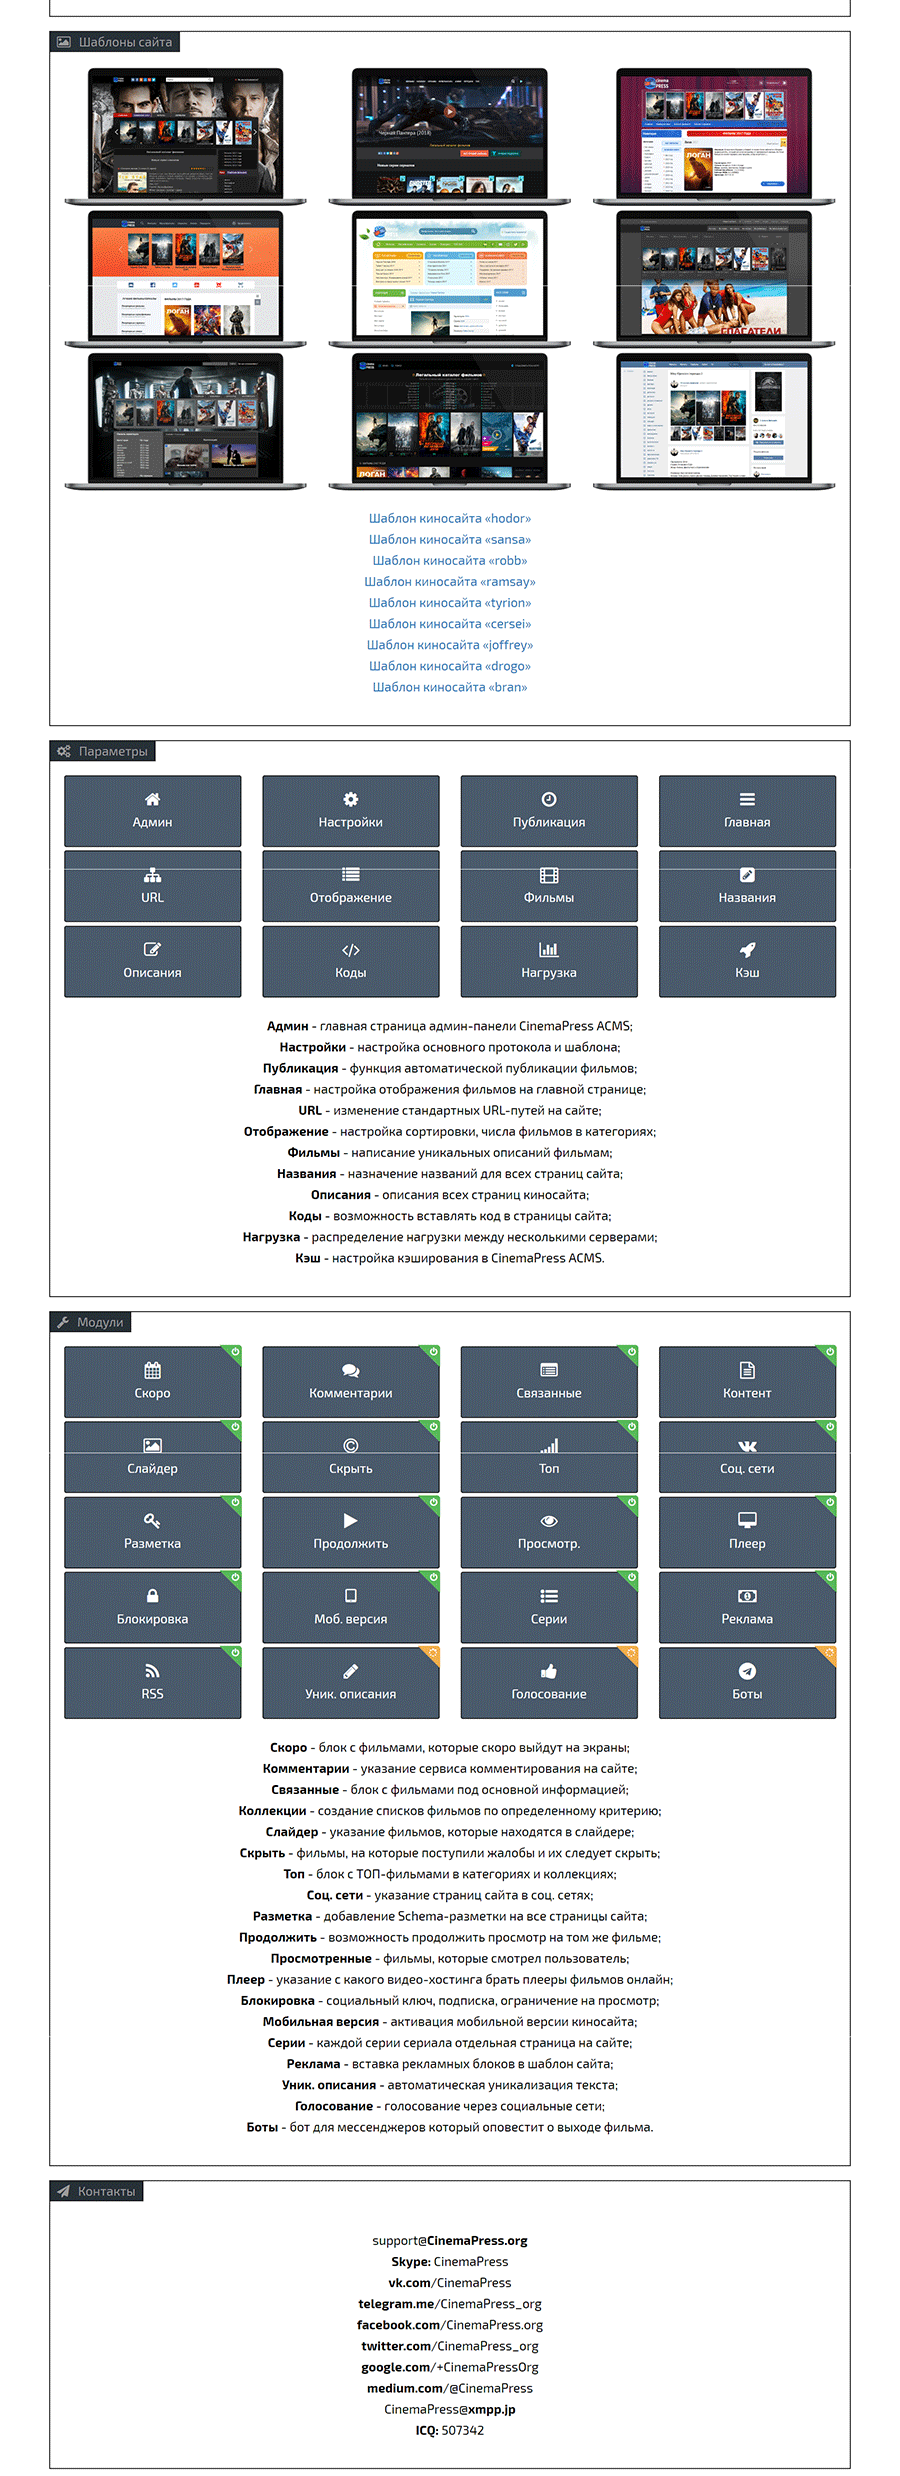 Шаблоны сайта
Черная Пантера (2018)
Легальный каталог фильмов
ЛОГАН
ЛОГАН
СПАСАТЕЛИ
ЛОГАН
Шаблон киносайта «hodor»
Шаблон киносайта «sansa»
Шаблон киносайта «robb»
Шаблон киносайта «ramsay»
Шаблон киносайта «tyrion»
Шаблон киносайта «cersei»
Шаблон киносайта «joffrey»
Шаблон киносайта «drogo»
Шаблон киносайта «bran»
Параметры
Админ
Настройки
Публикация
Главная
URL
Отображение
Фильмы
Названия
Описания
Коды
Нагрузка
Кэш
Админ - главная страница админ-панели CinemaPress ACMS;
Настройки - настройка основного протокола и шаблона;
Публикация - функция автоматической публикации фильмов;
Главная - настройка отображения фильмов на главной странице;
URL - изменение стандартных URL-путей на сайте;
Отображение - настройка сортировки, числа фильмов в категориях;
Фильмы - написание уникальных описаний фильмам;
Названия - назначение названий для всех страниц сайта;
Описания - описания всех страниц киносайта;
Коды - возможность вставлять код в страницы сайта;
Нагрузка - распределение нагрузки между несколькими серверами;
Кэш - настройка кэширования в CinemaPress ACMS.
Модули
Скоро
Комментарии
Связанные
Контент
Слайдер
Скрыть
Топ
Соц. сети
Разметка
Продолжить
Просмотр.
Плеер
Блокировка
Моб. версия
Серии
Реклама
RSS
Уник. описания
Голосование
Боты
Скоро - блок с фильмами, которые скоро выйдут на экраны;
Комментарии - указание сервиса комментирования на сайте;
Связанные - блок с фильмами под основной информацией;
Коллекции - создание списков фильмов по определенному критерию;
Слайдер - указание фильмов, которые находятся в слайдере;
Скрыть - фильмы, на которые поступили жалобы и их следует скрыть;
Топ - блок с ТОП-фильмами в категориях и коллекциях;
Соц. сети - указание страниц сайта в соц. сетях;
Разметка - добавление Schema-разметки на все страницы сайта;
Продолжить - возможность продолжить просмотр на том же фильме;
Просмотренные - фильмы, которые смотрел пользователь;
Плеер - указание с какого видео-хостинга брать плееры фильмов онлайн;
Блокировка - социальный ключ, подписка, ограничение на просмотр;
Мобильная версия - активация мобильной версии киносайта;
Серии - каждой серии сериала отдельная страница на сайте;
Реклама - вставка рекламных блоков в шаблон сайта;
Уник. описания - автоматическая уникализация текста;
Голосование - голосование через социальные сети;
Боты - бот для мессенджеров который оповестит о выходе фильма.
Контакты
support@CinemaPress.org
Skype: CinemaPress
vk.com/CinemaPress
telegram.me/CinemaPress_org
facebook.com/CinemaPress.org
twitter.com/CinemaPress_org
google.com/+CinemaPressOrg
medium.com/@CinemaPress
CinemaPress@xmpp.jp
ICQ: 507342